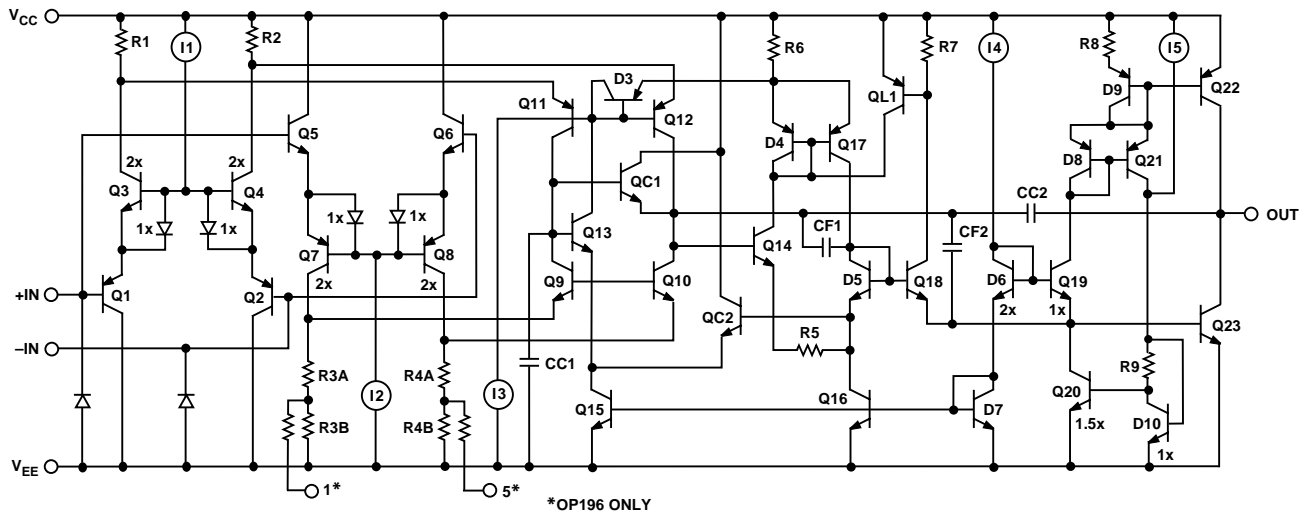 VCC
R1
I1
R2
R6
R7
I4
R8
I5
D3
D9
Q22
Q11
Q12
QL1
Q5
Q6
D4
Q17
D8
Q21
2x
2x
Q3
Q4
QC1
1x
1x
1x
CC2
OUT
CF1
CF2
Q13
Q14
Q7
Q8
2x
2x
Q9
Q10
D5
Q18
D6
Q19
2x
1x
+IN
Q1
Q2
QC2
Q23
–IN
R5
CC1
R3A
R4A
I2
I3
R9
R3B
R4B
Q15
Q16
D7
Q20
1.5x
D10
1x
VEE
1*
5*
*OP196 ONLY